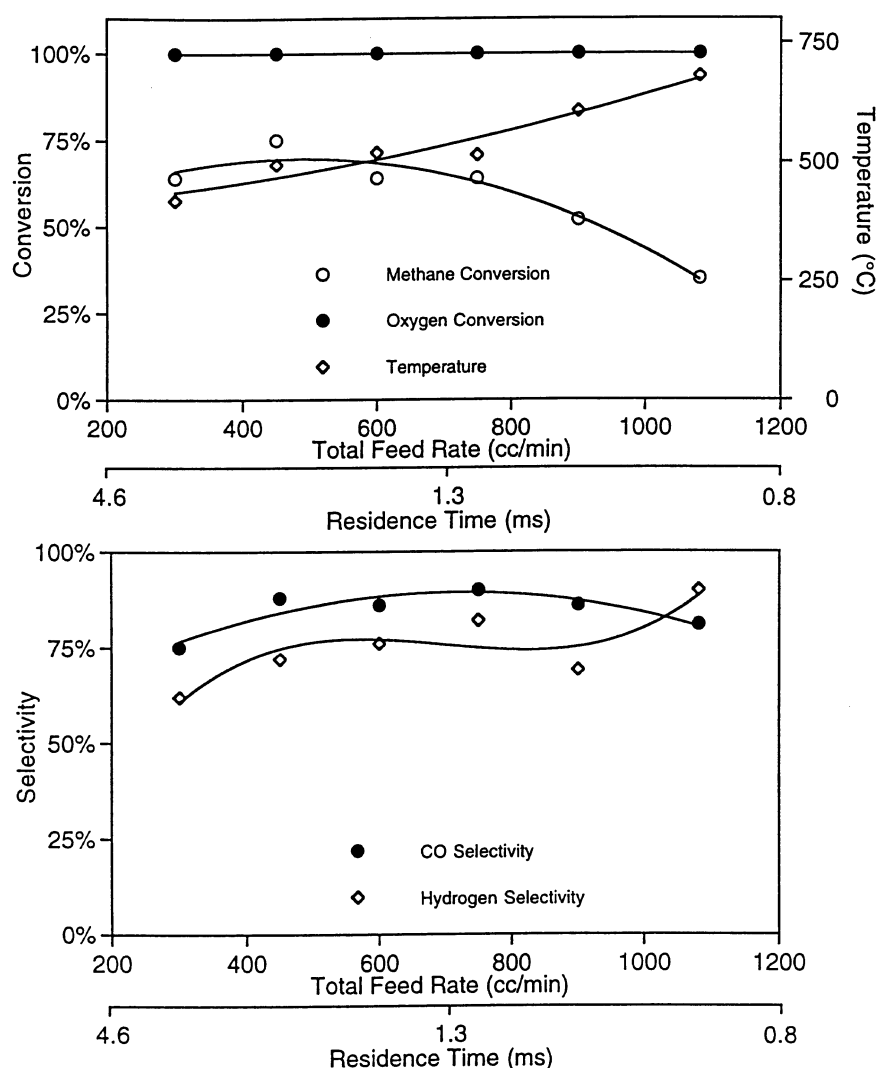 100%
75%
50%
25%
0%
Conversion
750
500
250
0
Temperature (°C)
Methane Conversion
Oxygen Conversion
Temperature
200 400 600 800 1000 1200
Total Feed Rate (cc/min)
4.6 1.3 0.8
Residence Time (ms)
100%
75%
50%
25%
0%
Selectivity
CO Selectivity
Hydrogen Selectivity
200 400 600 800 1000 1200
Total Feed Rate (cc/min)
4.6 1.3 0.8
Residence Time (ms)